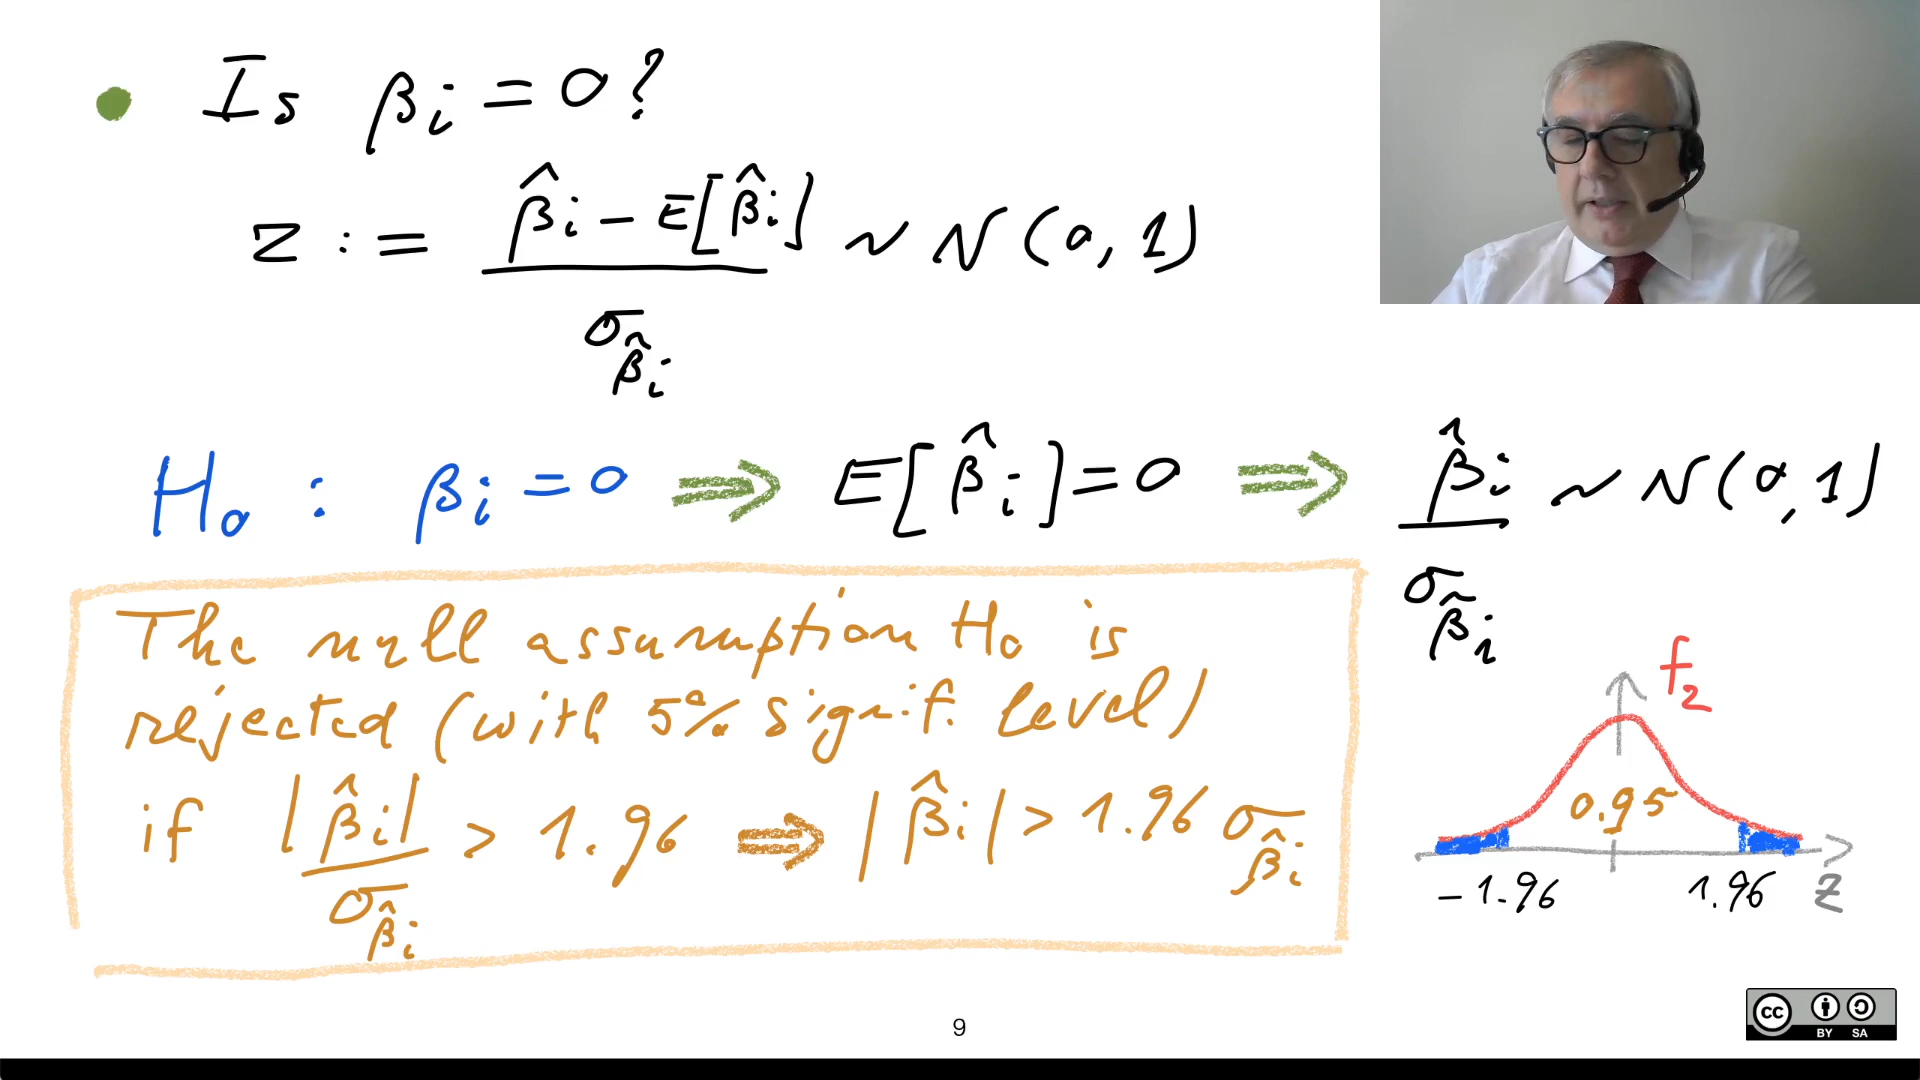 Is βi = 0?
z := (β̂i − E[β̂i]) / σβ̂i ~ N(0, 1)
H0 : βi = 0 ⟹ E[β̂i] = 0 ⟹ β̂i / σβ̂i ~ N(0, 1)
The null assumption H0 is
rejected (with 5% signif. level)
if |β̂i| / σβ̂i > 1.96 ⟹ |β̂i| > 1.96 σβ̂i
fz
0.95
−1.96 1.96 z
cc BY SA
9